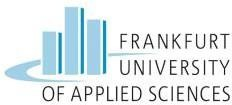 FRANKFURT
UNIVERSITY
OF APPLIED SCIENCES